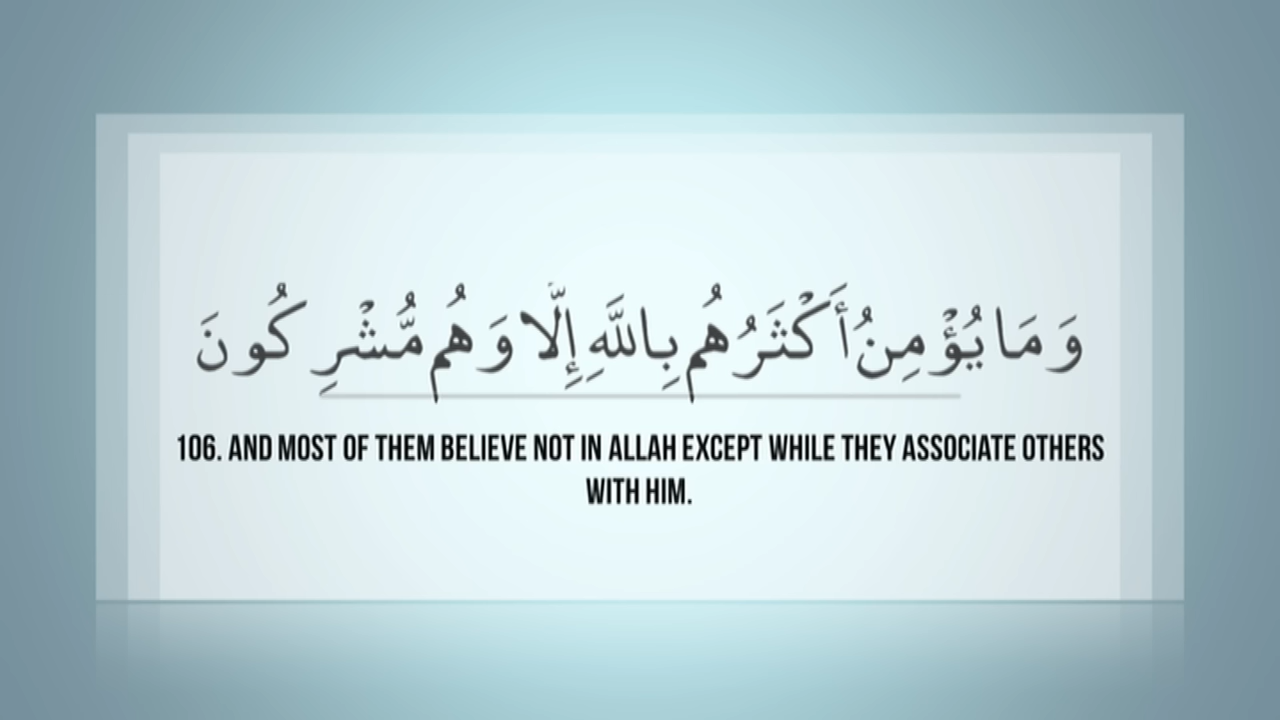 وَمَا يُؤْمِنُ أَكْثَرُهُم بِاللَّهِ إِلَّا وَهُم مُّشْرِكُونَ
106. AND MOST OF THEM BELIEVE NOT IN ALLAH EXCEPT WHILE THEY ASSOCIATE OTHERS
WITH HIM.